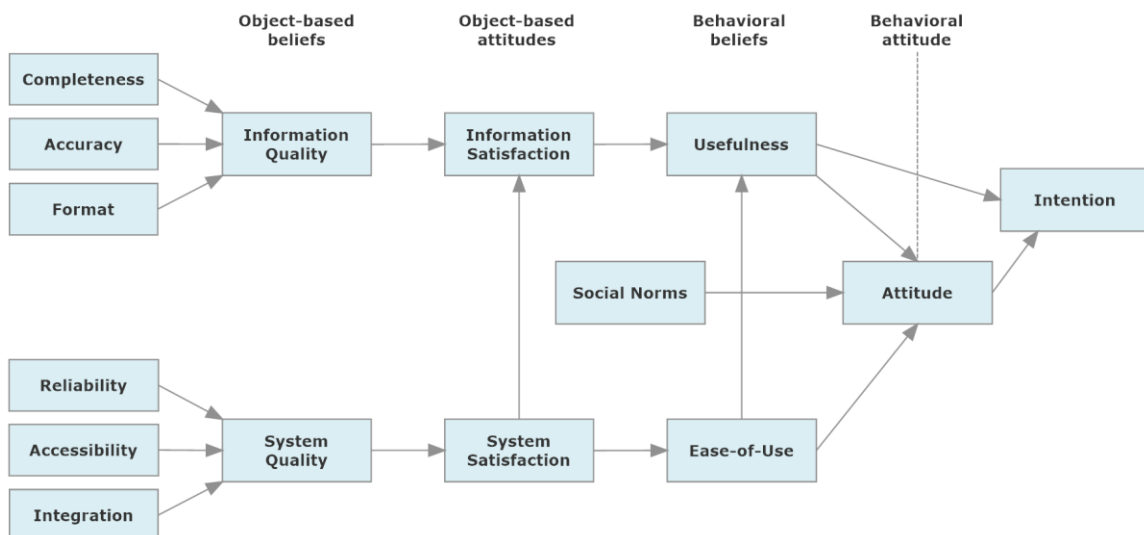 Object-based
beliefs
Object-based
attitudes
Behavioral
beliefs
Behavioral
attitude
Completeness
Accuracy
Format
Information
Quality
Information
Satisfaction
Usefulness
Intention
Social Norms
Attitude
Reliability
Accessibility
Integration
System
Quality
System
Satisfaction
Ease-of-Use